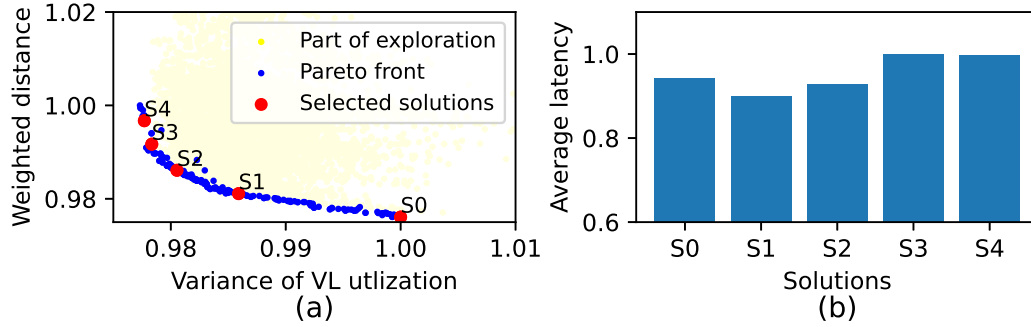 Weighted distance
1.02
1.00
0.98
Part of exploration
Pareto front
Selected solutions
S4
S3
S2
S1
S0
0.98 0.99 1.00 1.01
Variance of VL utlization
(a)
Average latency
1.0
0.8
0.6
S0 S1 S2 S3 S4
Solutions
(b)